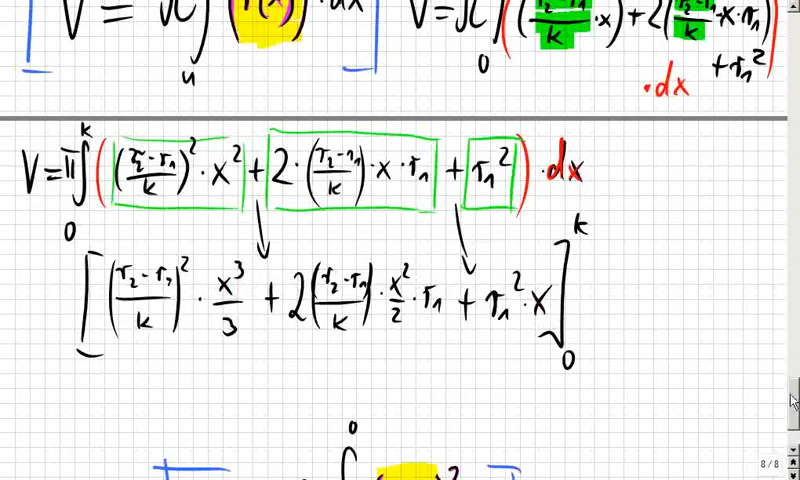 V = π∫ (r(x))² · dx
u
V = π∫ ((r₂-r₁/k · x) + 2(r₂-r₁/k · x · r₁)
0
+ r₁²
· dx
V = π ∫₀ᵏ ( ((r₂-r₁)/k)² · x² + 2 · ((r₂-r₁)/k) · x · r₁ + r₁² ) · dx
[ ((r₂-r₁)/k)² · x³/3 + 2((r₂-r₁)/k) · x²/2 · r₁ + r₁² · x ]₀ᵏ
0
8 / 8